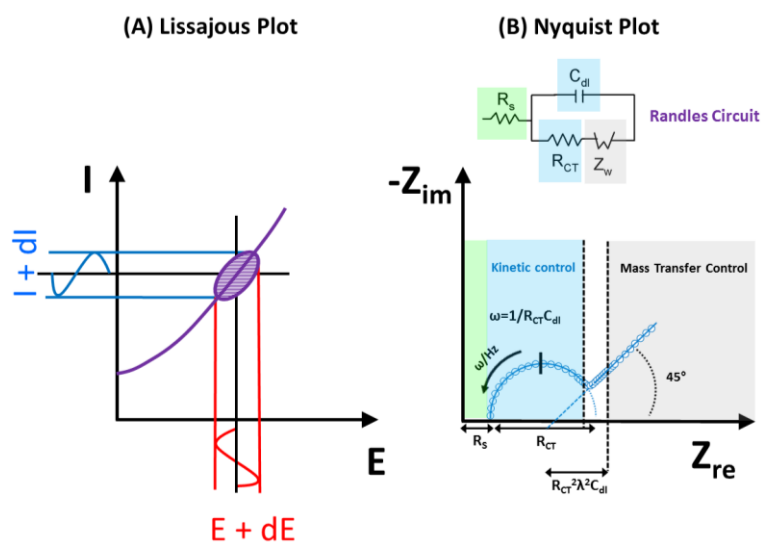 (A) Lissajous Plot
I
I + dI
E
E + dE
(B) Nyquist Plot
Cdl
Rs
RCT
Zw
Randles Circuit
-Zim
Kinetic control
Mass Transfer Control
ω=1/RCTCdl
ω/Hz
45°
RS
RCT
Zre
RCT²λ²Cdl